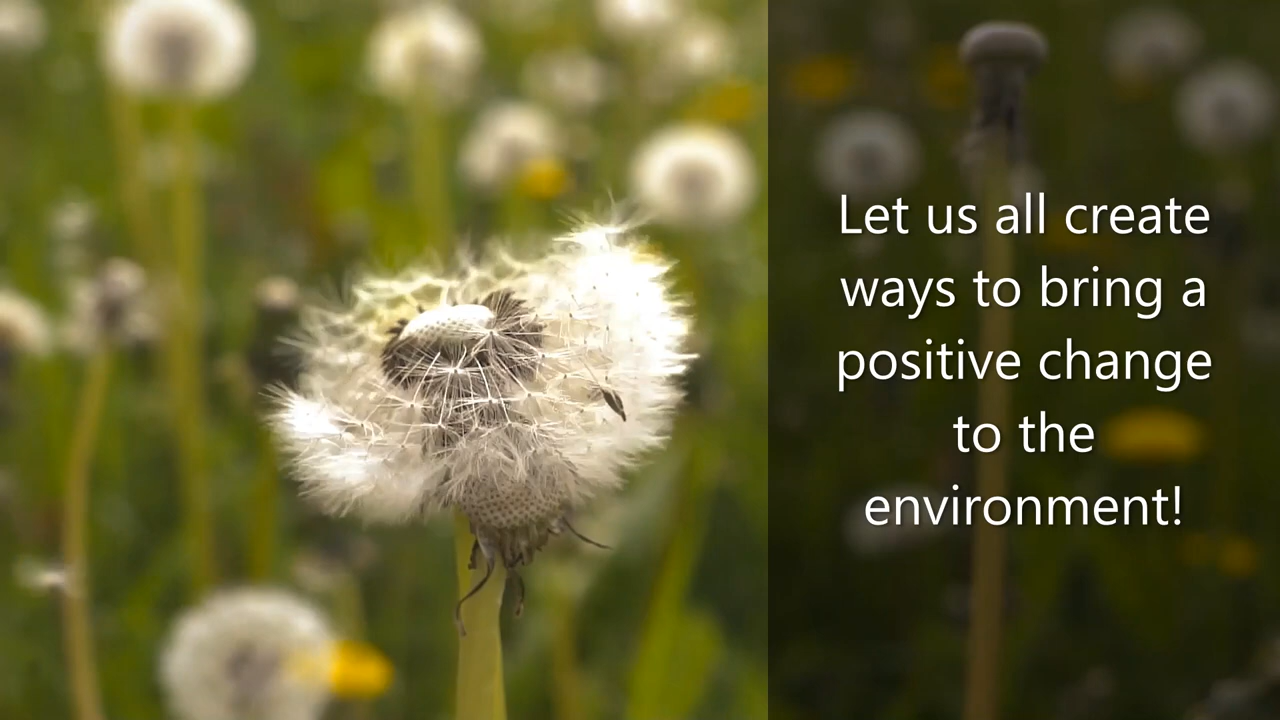 Let us all create
ways to bring a
positive change
to the
environment!